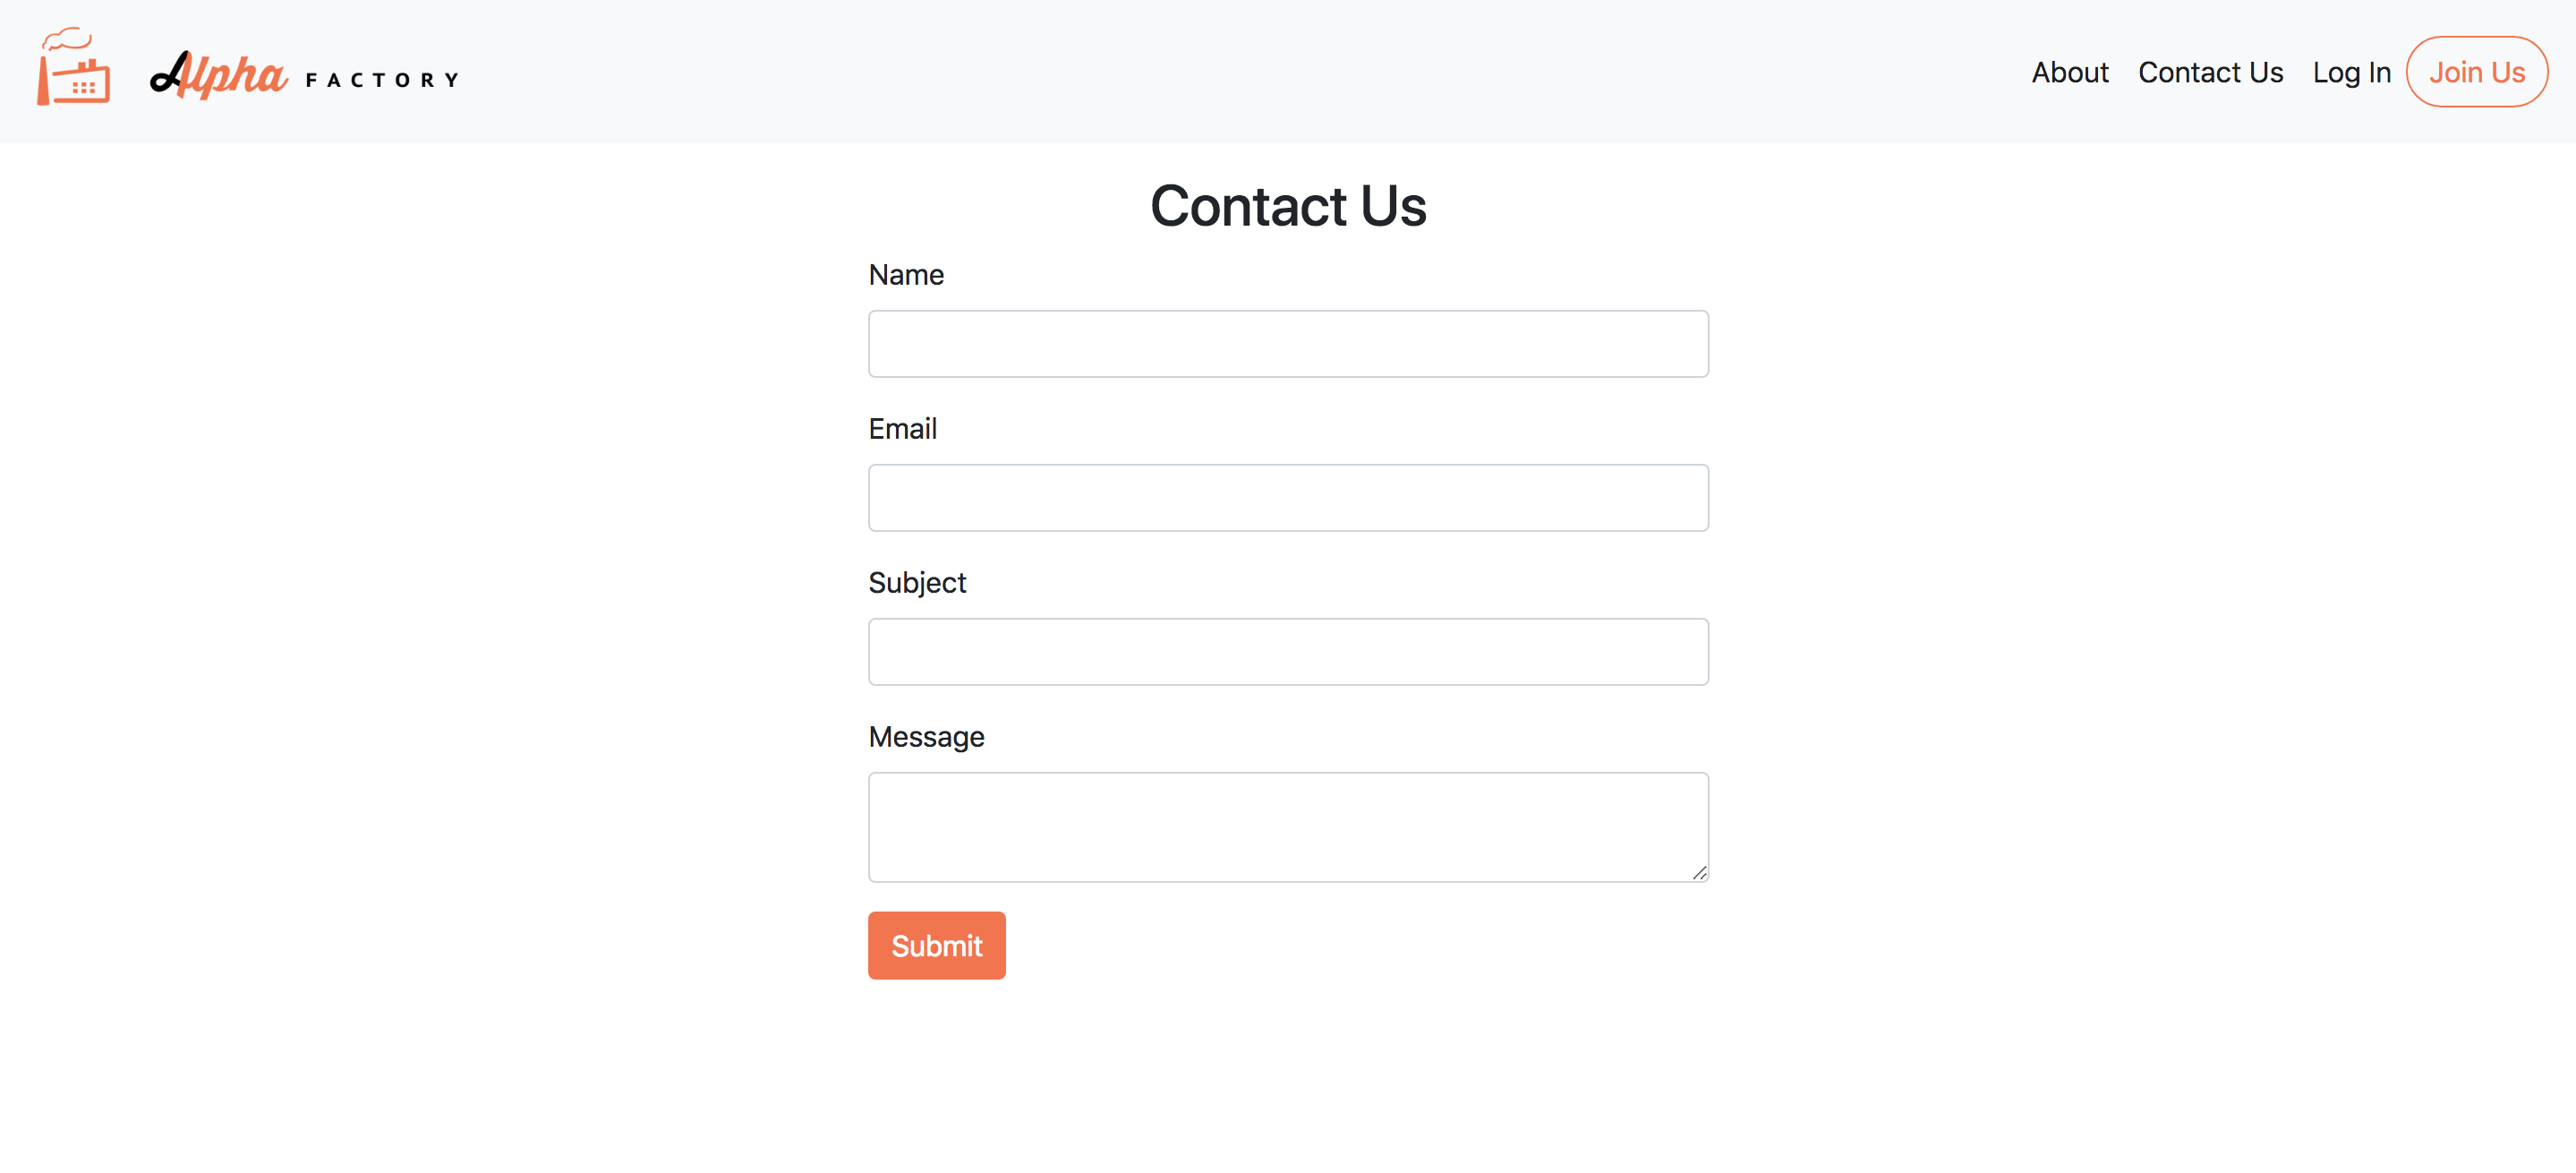 Alpha FACTORY
About Contact Us Log In Join Us
Contact Us
Name
Email
Subject
Message
Submit